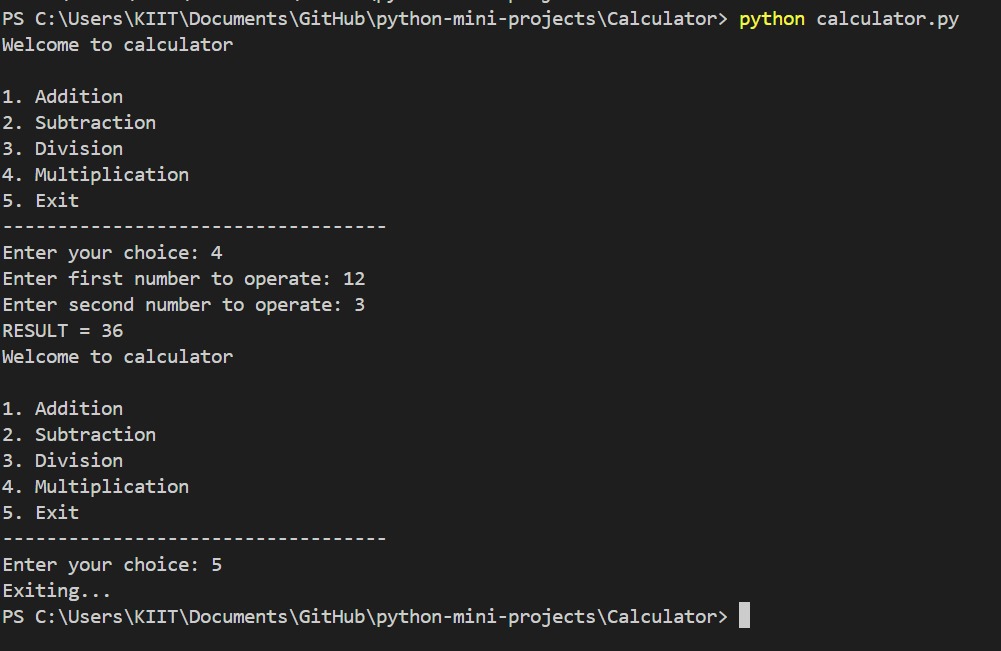 PS C:\Users\KIIT\Documents\GitHub\python-mini-projects\Calculator> python calculator.py
Welcome to calculator
1. Addition
2. Subtraction
3. Division
4. Multiplication
5. Exit
-----------------------------------
Enter your choice: 4
Enter first number to operate: 12
Enter second number to operate: 3
RESULT = 36
Welcome to calculator
1. Addition
2. Subtraction
3. Division
4. Multiplication
5. Exit
-----------------------------------
Enter your choice: 5
Exiting...
PS C:\Users\KIIT\Documents\GitHub\python-mini-projects\Calculator>